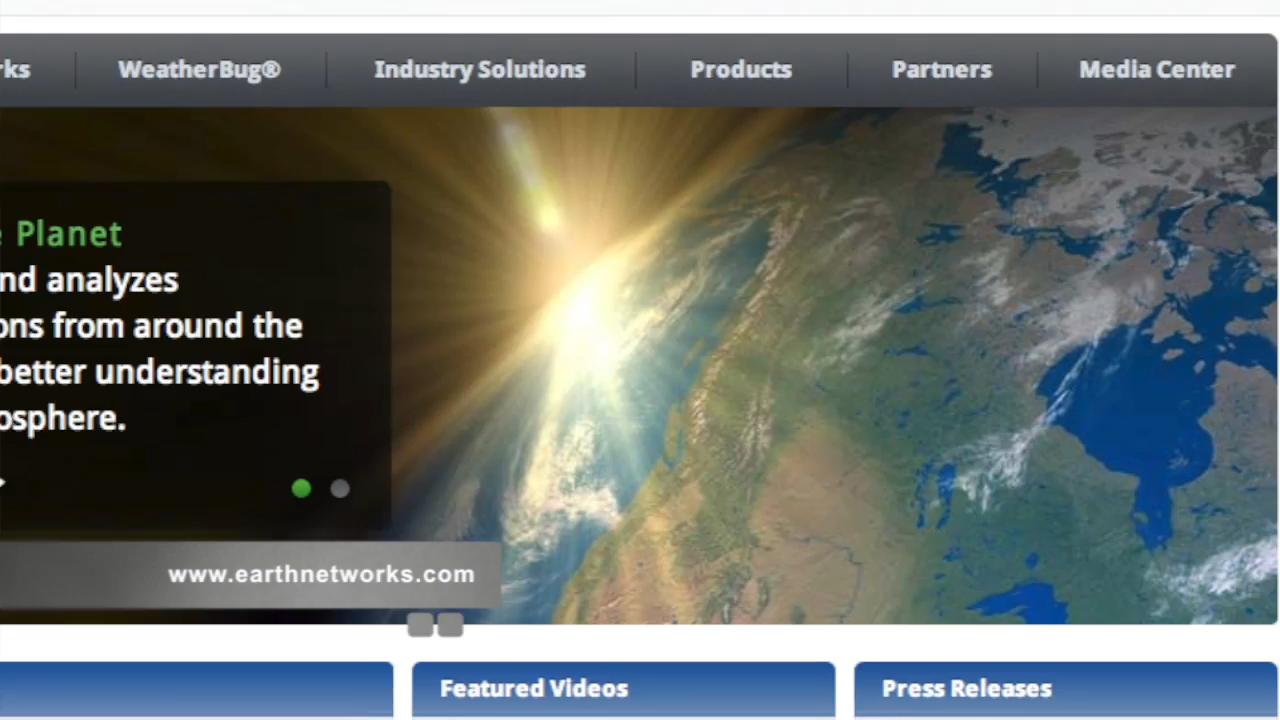 rks WeatherBug® Industry Solutions Products Partners Media Center
Planet
nd analyzes
ons from around the
better understanding
osphere.
www.earthnetworks.com
Featured Videos Press Releases